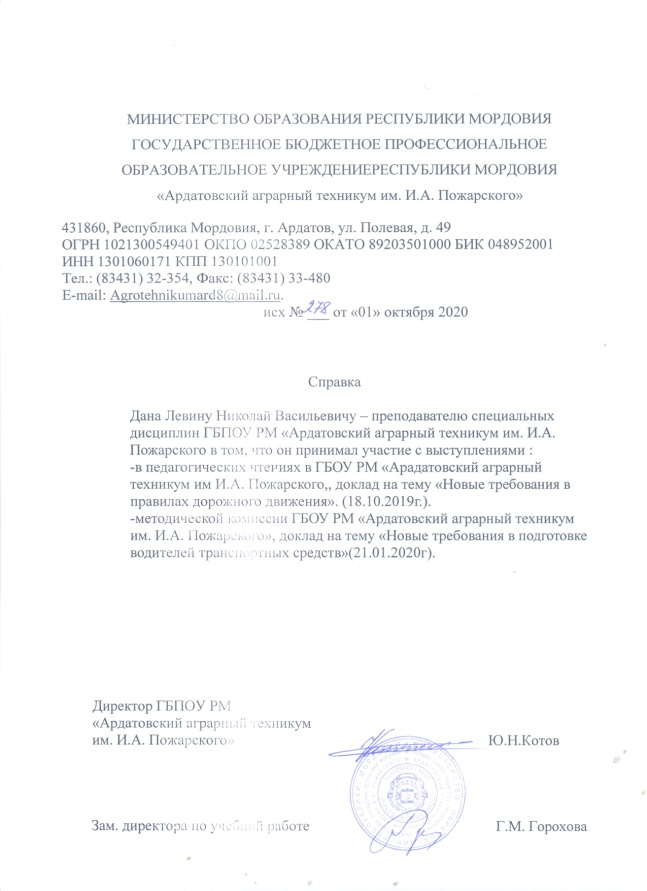 МИНИСТЕРСТВО ОБРАЗОВАНИЯ РЕСПУБЛИКИ МОРДОВИЯ
ГОСУДАРСТВЕННОЕ БЮДЖЕТНОЕ ПРОФЕССИОНАЛЬНОЕ
ОБРАЗОВАТЕЛЬНОЕ УЧРЕЖДЕНИЕРЕСПУБЛИКИ МОРДОВИЯ
«Ардатовский аграрный техникум им. И.А. Пожарского»
431860, Республика Мордовия, г. Ардатов, ул. Полевая, д. 49
ОГРН 1021300549401 ОКПО 02528389 ОКАТО 89203501000 БИК 048952001
ИНН 1301060171 КПП 130101001
Тел.: (83431) 32-354, Факс: (83431) 33-480
E-mail: Agrotehnikumard8@mail.ru.
исх № 278 от «01» октября 2020
Справка
Дана Левину Николай Васильевичу – преподавателю специальных
дисциплин ГБПОУ РМ «Ардатовский аграрный техникум им. И.А.
Пожарского в том, что он принимал участие с выступлениями :
-в педагогических чтениях в ГБОУ РМ «Арадатовский аграрный
техникум им И.А. Пожарского,, доклад на тему «Новые требования в
правилах дорожного движения». (18.10.2019г.).
-методической комиссии ГБОУ РМ «Ардатовский аграрный техникум
им. И.А. Пожарского», доклад на тему «Новые требования в подготовке
водителей транспортных средств»(21.01.2020г).
Директор ГБПОУ РМ
«Ардатовский аграрный техникум
им. И.А. Пожарского» Ю.Н.Котов
Зам. директора по учебной работе Г.М. Горохова